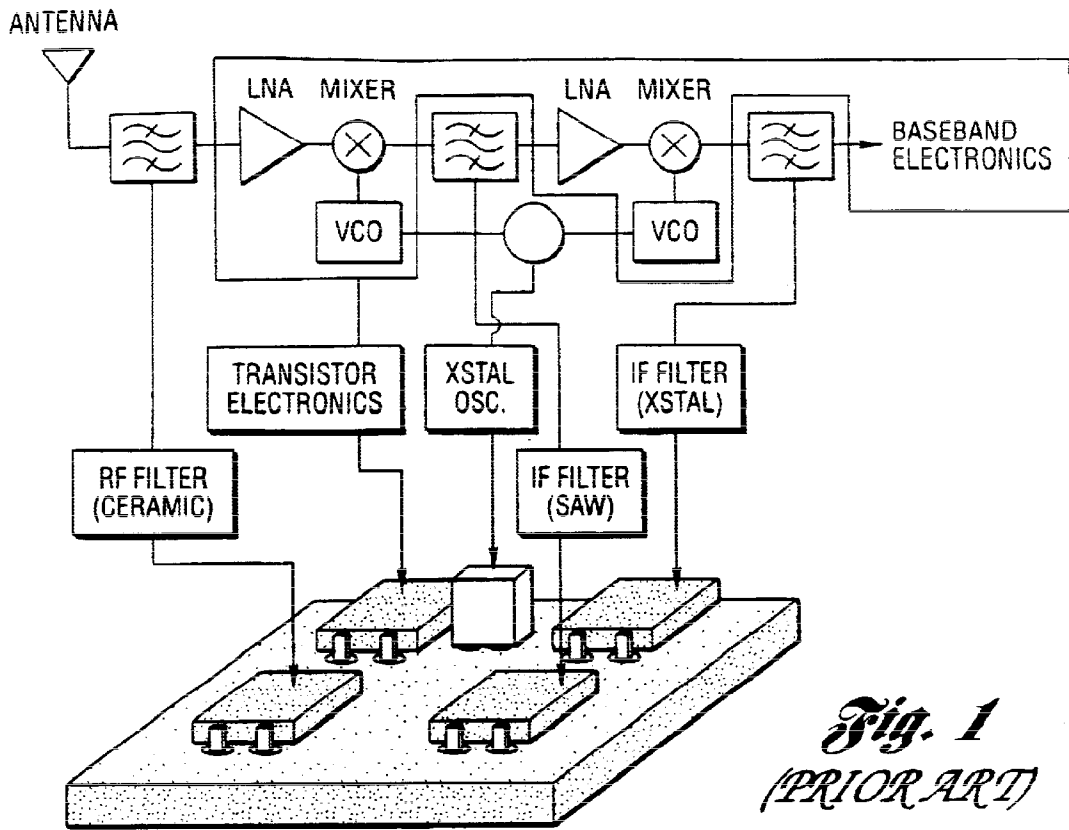 ANTENNA
LNA MIXER
LNA MIXER
BASEBAND
ELECTRONICS
VCO
VCO
TRANSISTOR
ELECTRONICS
XSTAL
OSC.
IF FILTER
(XSTAL)
RF FILTER
(CERAMIC)
IF FILTER
(SAW)
Fig. 1
(PRIOR ART)